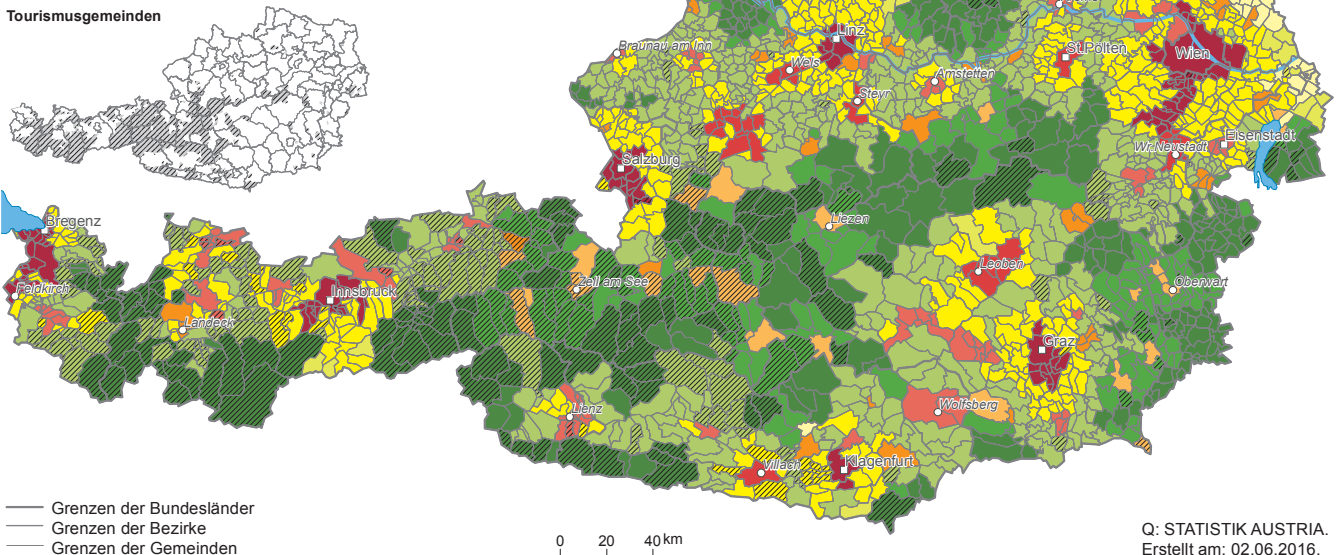 Tourismusgemeinden
Braunau am Inn
Linz
Wels
Steyr
Amstetten
St.Pölten
Wien
Eisenstadt
Wr.Neustadt
Salzburg
Bregenz
Feldkirch
Landeck
Innsbruck
Zell am See
Liezen
Leoben
Oberwart
Graz
Lienz
Wolfsberg
Villach
Klagenfurt
Grenzen der Bundesländer
Grenzen der Bezirke
Grenzen der Gemeinden
0 20 40 km
Q: STATISTIK AUSTRIA.
Erstellt am: 02.06.2016.